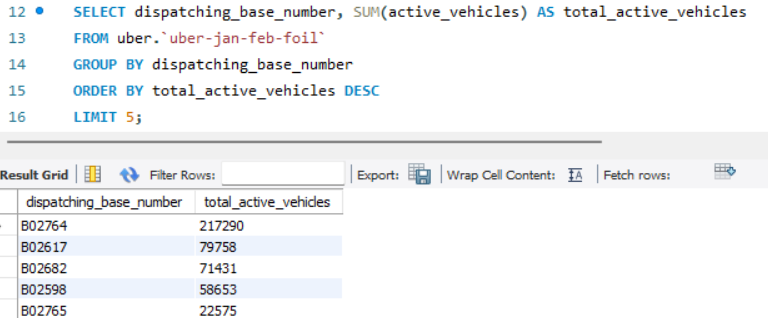 12 SELECT dispatching_base_number, SUM(active_vehicles) AS total_active_vehicles
13 FROM uber.`uber-jan-feb-foil`
14 GROUP BY dispatching_base_number
15 ORDER BY total_active_vehicles DESC
16 LIMIT 5;
Result Grid Filter Rows: Export: Wrap Cell Content: IA Fetch rows:
dispatching_base_number total_active_vehicles
B02764 217290
B02617 79758
B02682 71431
B02598 58653
B02765 22575